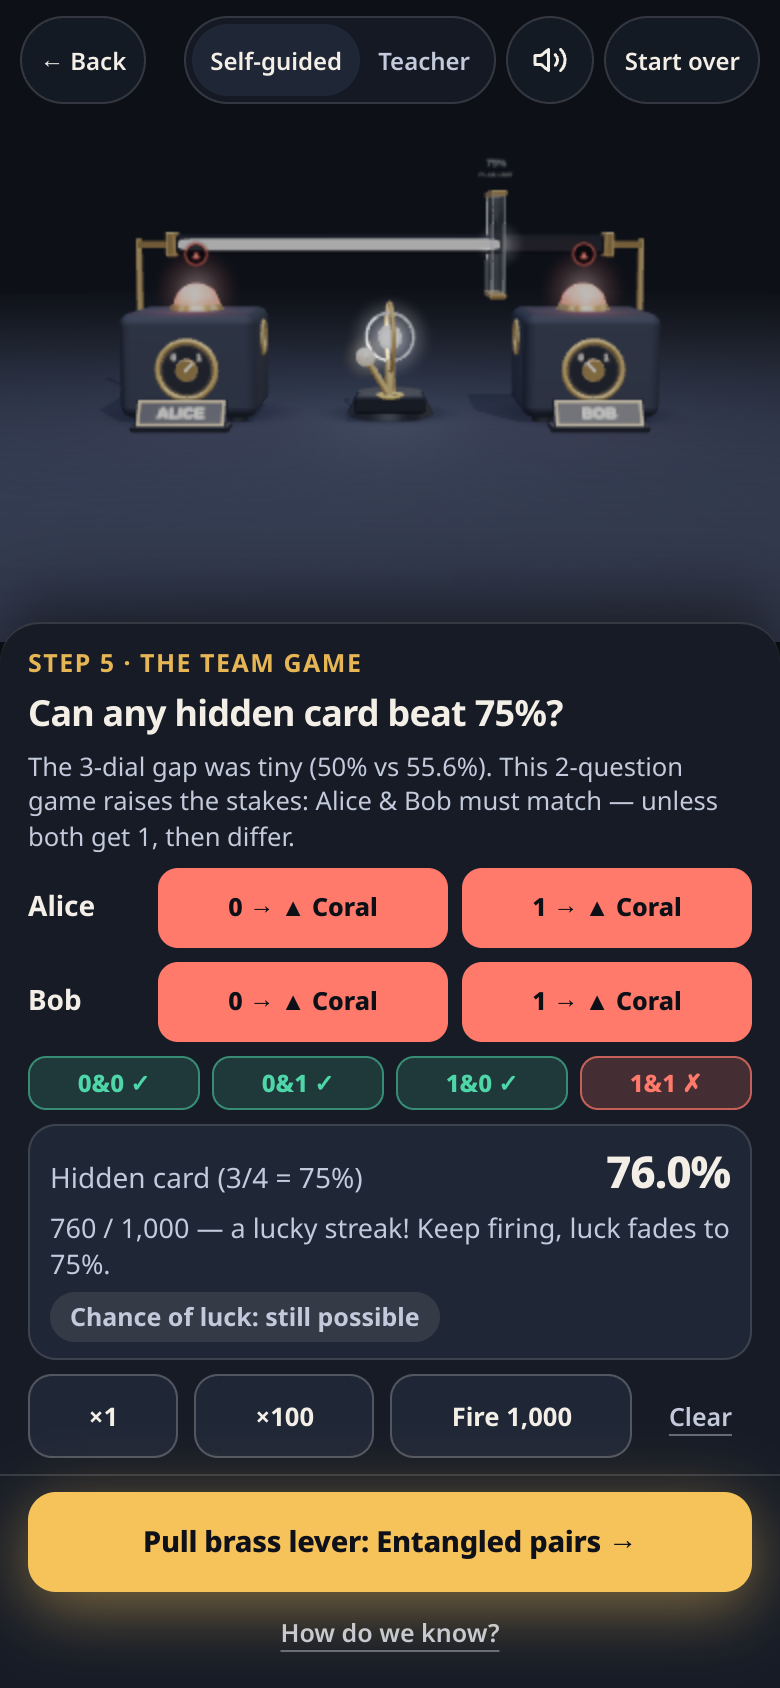 ← Back
Self-guided
Teacher
Start over
75%
ALICE
BOB
STEP 5 · THE TEAM GAME
Can any hidden card beat 75%?
The 3-dial gap was tiny (50% vs 55.6%). This 2-question
game raises the stakes: Alice & Bob must match — unless
both get 1, then differ.
Alice
0 → ▲ Coral
1 → ▲ Coral
Bob
0 → ▲ Coral
1 → ▲ Coral
0&0 ✓
0&1 ✓
1&0 ✓
1&1 ✗
Hidden card (3/4 = 75%)
76.0%
760 / 1,000 — a lucky streak! Keep firing, luck fades to
75%.
Chance of luck: still possible
×1
×100
Fire 1,000
Clear
Pull brass lever: Entangled pairs →
How do we know?